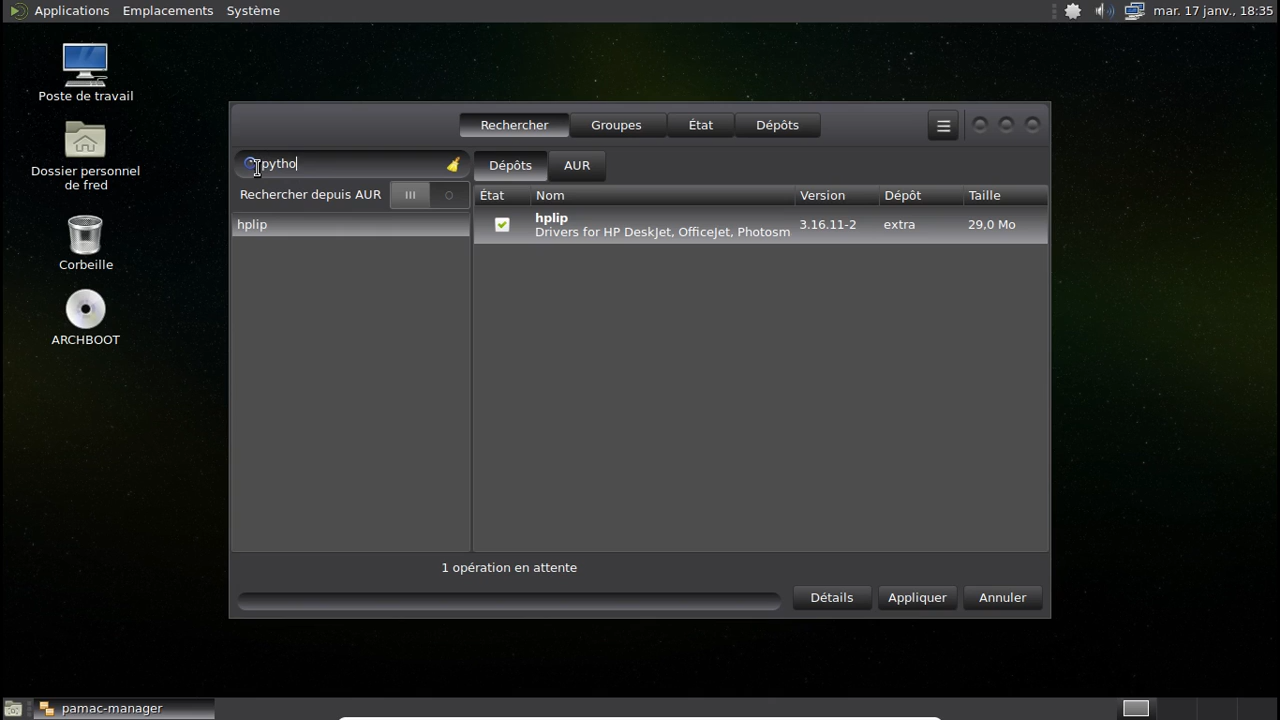 Applications Emplacements Système mar. 17 janv., 18:35
Poste de travail
Dossier personnel
de fred
Corbeille
ARCHBOOT
Rechercher Groupes État Dépôts
pytho
Dépôts AUR
Rechercher depuis AUR
État Nom Version Dépôt Taille
hplip
hplip 3.16.11-2 extra 29,0 Mo
Drivers for HP DeskJet, OfficeJet, Photosm
1 opération en attente
Détails Appliquer Annuler
pamac-manager